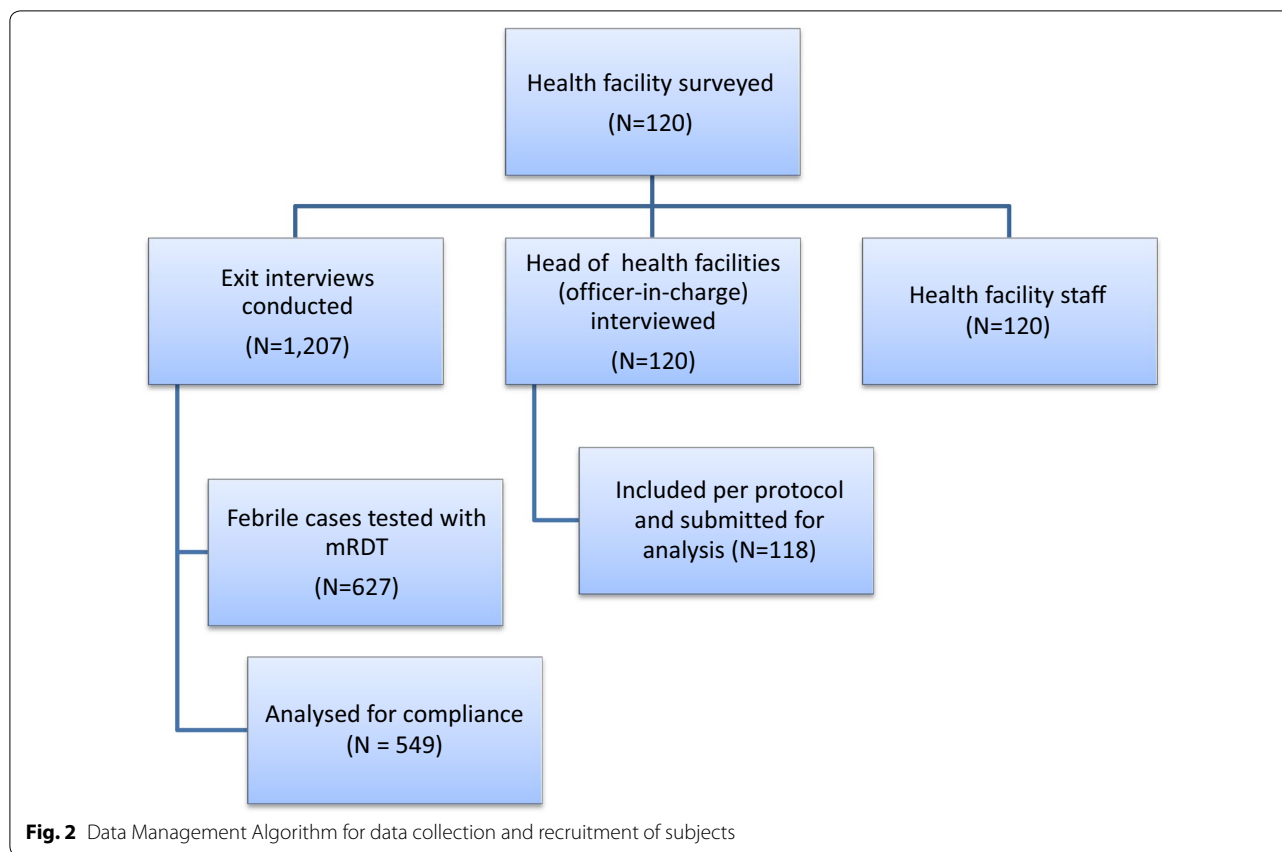 Health facility surveyed
(N=120)
Exit interviews
conducted
(N=1,207)
Head of health facilities
(officer-in-charge)
interviewed
(N=120)
Health facility staff
(N=120)
Febrile cases tested with
mRDT
(N=627)
Included per protocol
and submitted for
analysis (N=118)
Analysed for compliance
(N = 549)
Fig. 2 Data Management Algorithm for data collection and recruitment of subjects